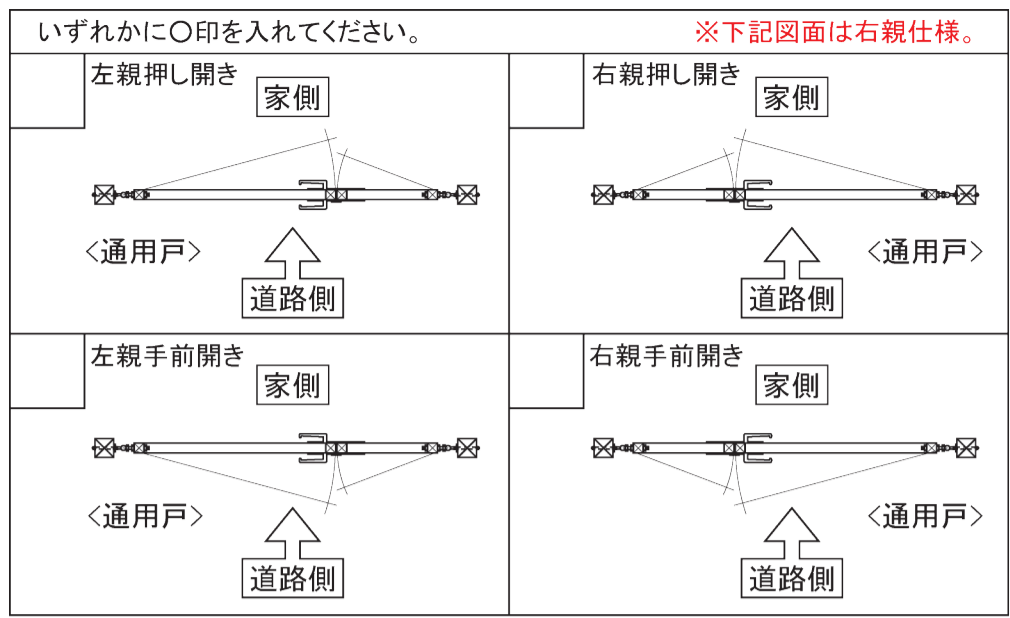 いずれかに〇印を入れてください。
※下記図面は右親仕様。
左親押し開き
家側
<通用戸>
道路側
右親押し開き
家側
<通用戸>
道路側
左親手前開き
家側
<通用戸>
道路側
右親手前開き
家側
<通用戸>
道路側